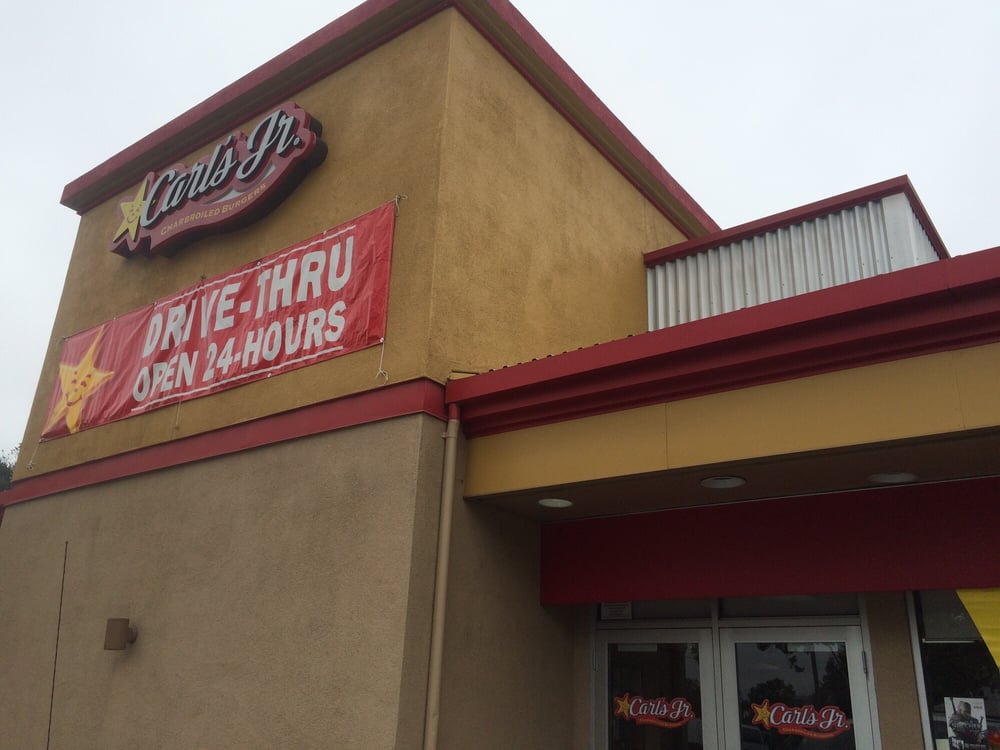 Carl's Jr.
CHARBROILED BURGERS
DRIVE-THRU
OPEN 24-HOURS
Carl's Jr.
Carl's Jr.